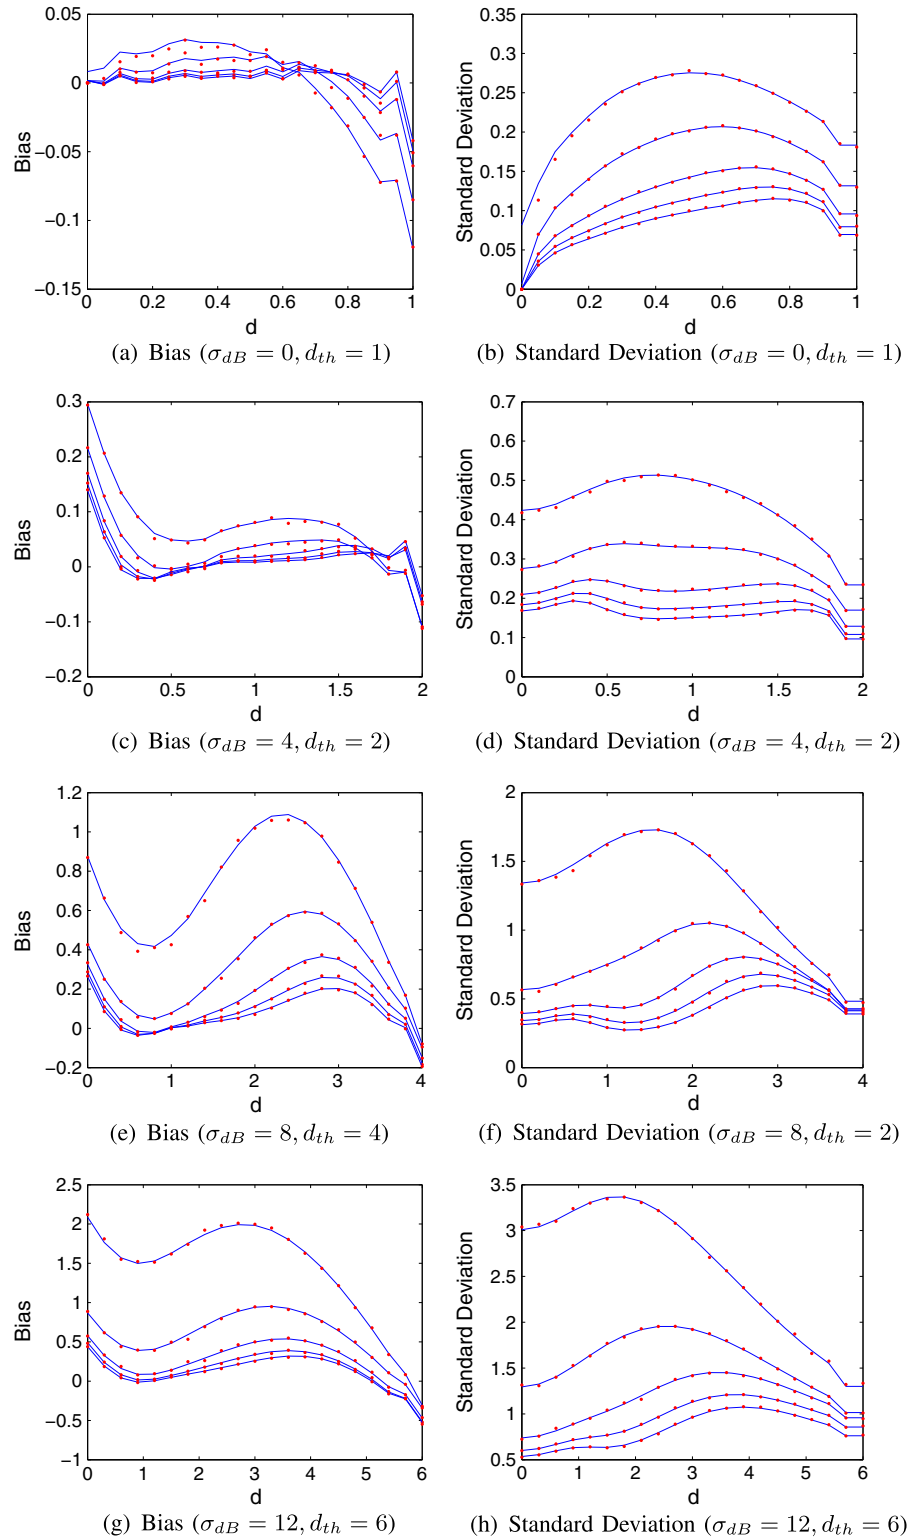 0.05
0
−0.05
−0.1
−0.15
Bias
0 0.2 0.4 0.6 0.8 1
d
(a) Bias (σ_dB = 0, d_th = 1)
0.35
0.3
0.25
0.2
0.15
0.1
0.05
0
Standard Deviation
0 0.2 0.4 0.6 0.8 1
d
(b) Standard Deviation (σ_dB = 0, d_th = 1)
0.3
0.2
0.1
0
−0.1
−0.2
Bias
0 0.5 1 1.5 2
d
(c) Bias (σ_dB = 4, d_th = 2)
0.7
0.6
0.5
0.4
0.3
0.2
0.1
0
Standard Deviation
0 0.5 1 1.5 2
d
(d) Standard Deviation (σ_dB = 4, d_th = 2)
1.2
1
0.8
0.6
0.4
0.2
0
−0.2
Bias
0 1 2 3 4
d
(e) Bias (σ_dB = 8, d_th = 4)
2
1.5
1
0.5
0
Standard Deviation
0 1 2 3 4
d
(f) Standard Deviation (σ_dB = 8, d_th = 2)
2.5
2
1.5
1
0.5
0
−0.5
−1
Bias
0 1 2 3 4 5 6
d
(g) Bias (σ_dB = 12, d_th = 6)
3.5
3
2.5
2
1.5
1
0.5
Standard Deviation
0 1 2 3 4 5 6
d
(h) Standard Deviation (σ_dB = 12, d_th = 6)